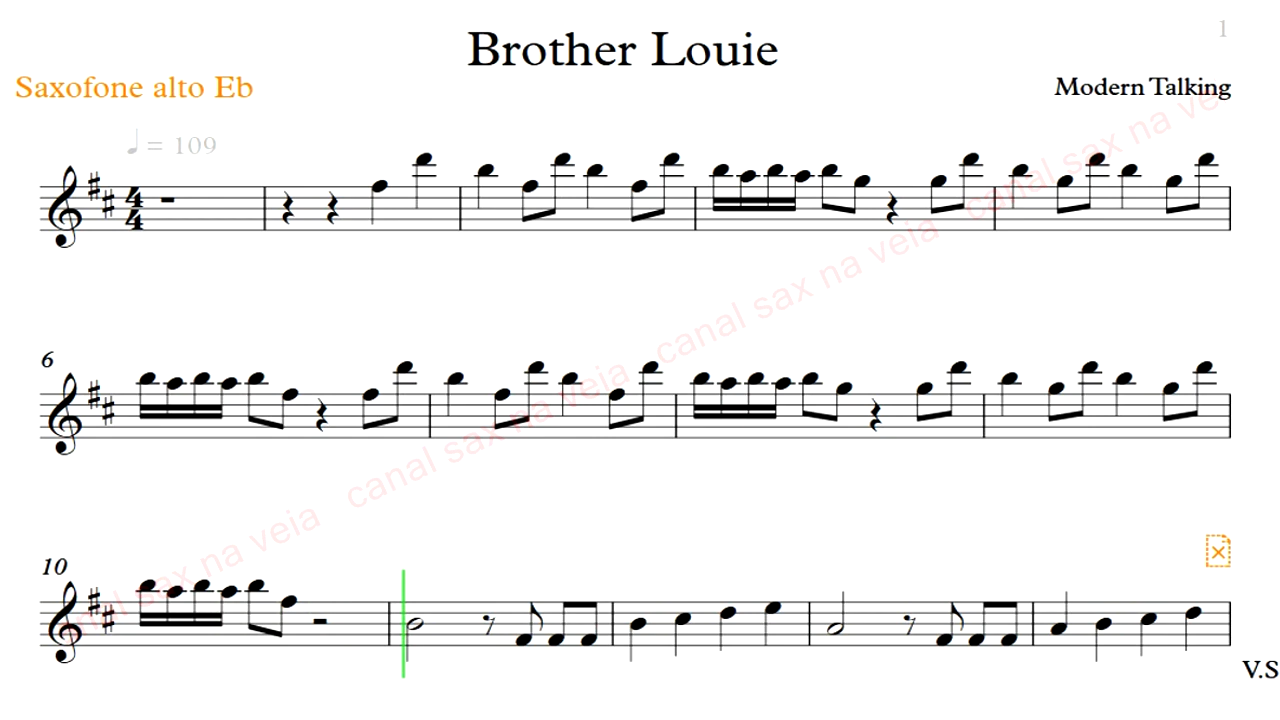 1
Brother Louie
Saxofone alto Eb
Modern Talking
♩ = 109
4
4
canal sax na veia canal sax na veia canal sax na veia
6
10
sax na veia
V.S